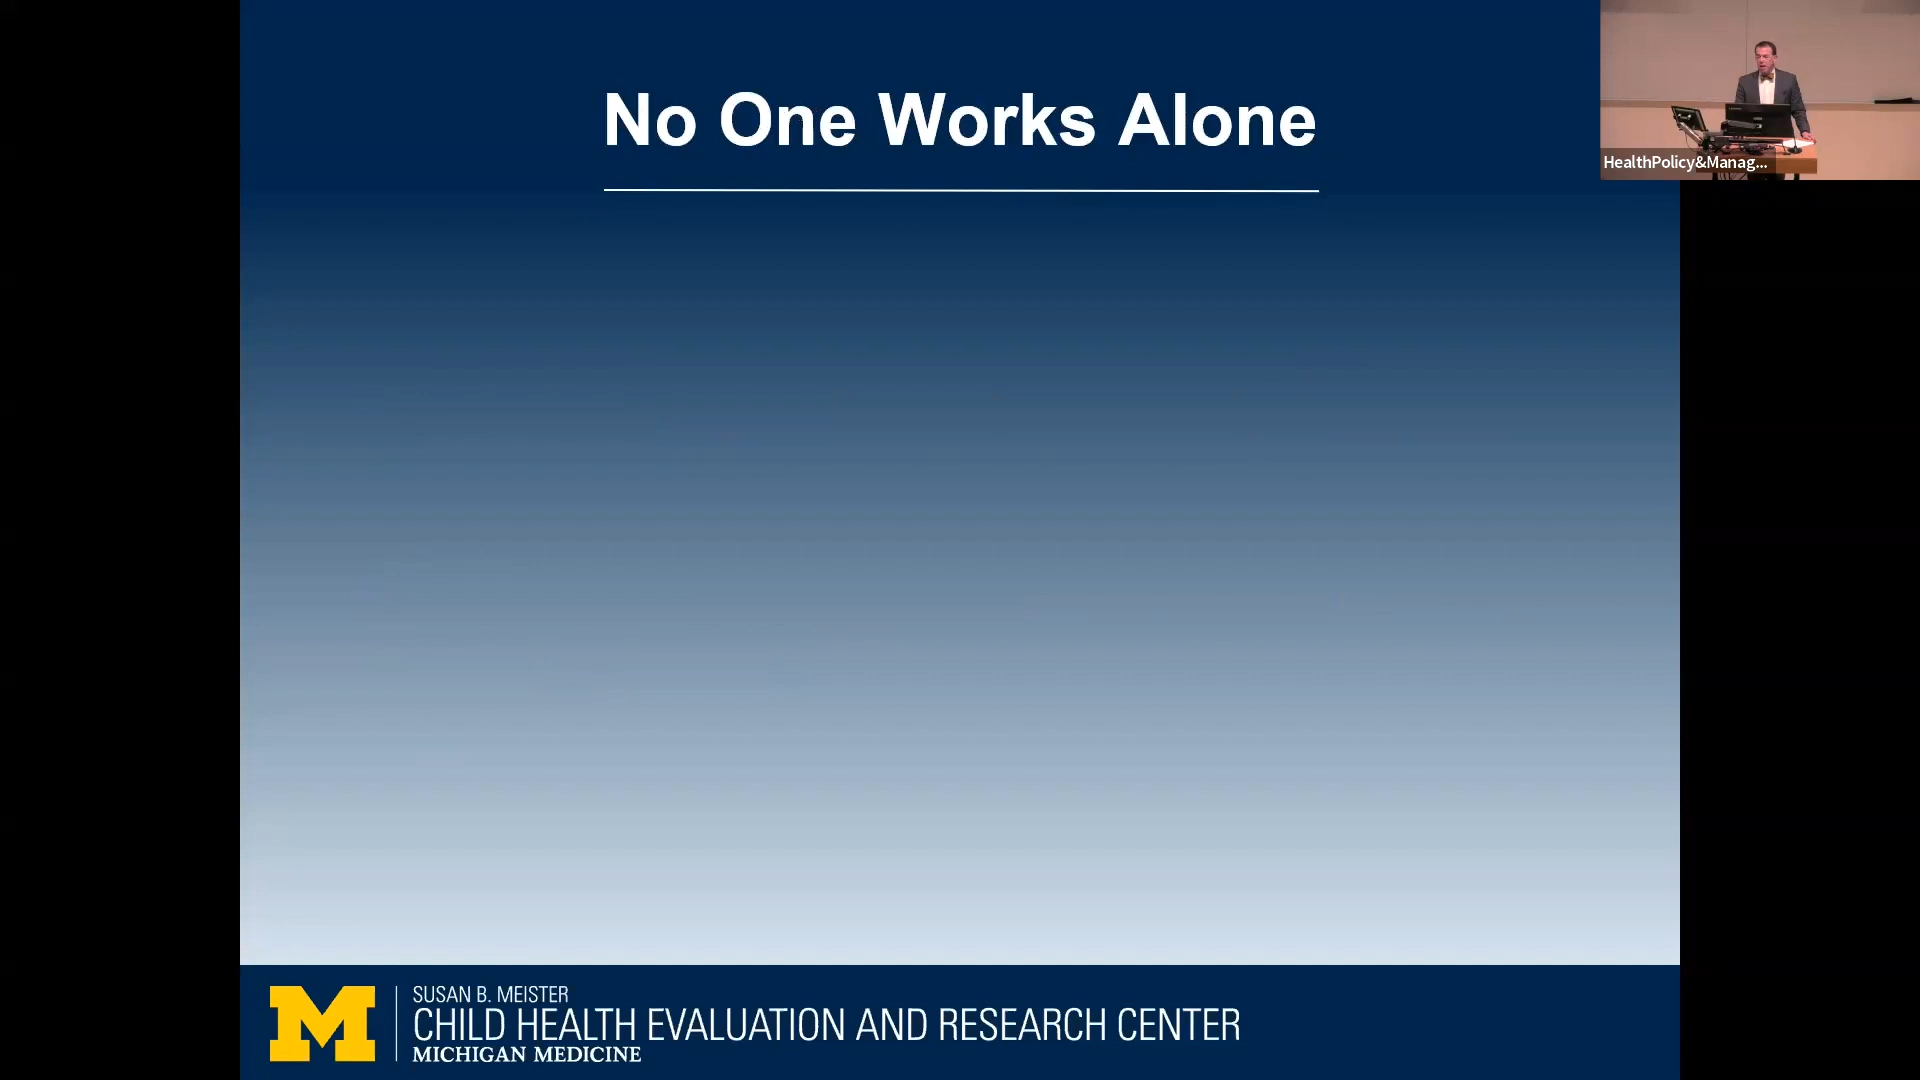 No One Works Alone
HealthPolicy&Manag...
SUSAN B. MEISTER
CHILD HEALTH EVALUATION AND RESEARCH CENTER
MICHIGAN MEDICINE